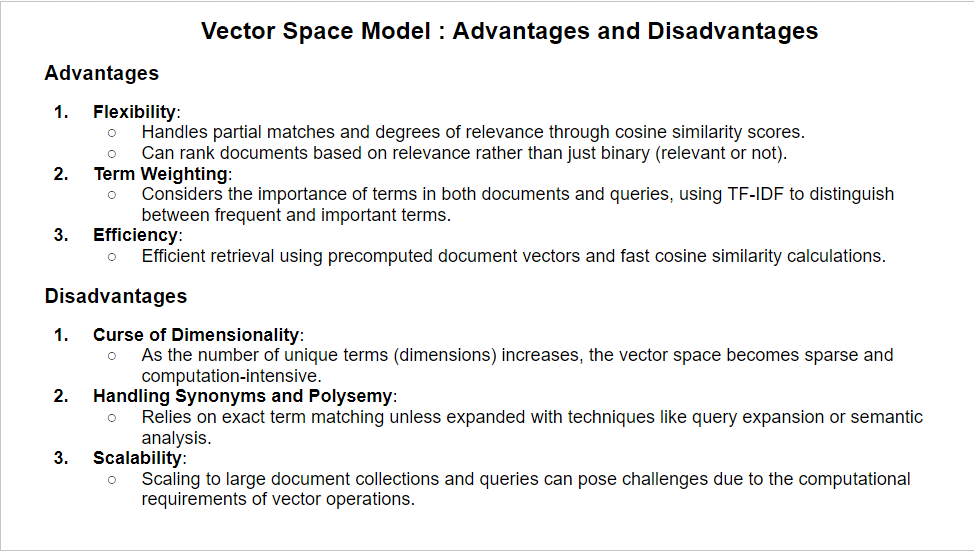 Vector Space Model : Advantages and Disadvantages
Advantages
1. Flexibility:
○ Handles partial matches and degrees of relevance through cosine similarity scores.
○ Can rank documents based on relevance rather than just binary (relevant or not).
2. Term Weighting:
○ Considers the importance of terms in both documents and queries, using TF-IDF to distinguish
between frequent and important terms.
3. Efficiency:
○ Efficient retrieval using precomputed document vectors and fast cosine similarity calculations.
Disadvantages
1. Curse of Dimensionality:
○ As the number of unique terms (dimensions) increases, the vector space becomes sparse and
computation-intensive.
2. Handling Synonyms and Polysemy:
○ Relies on exact term matching unless expanded with techniques like query expansion or semantic
analysis.
3. Scalability:
○ Scaling to large document collections and queries can pose challenges due to the computational
requirements of vector operations.